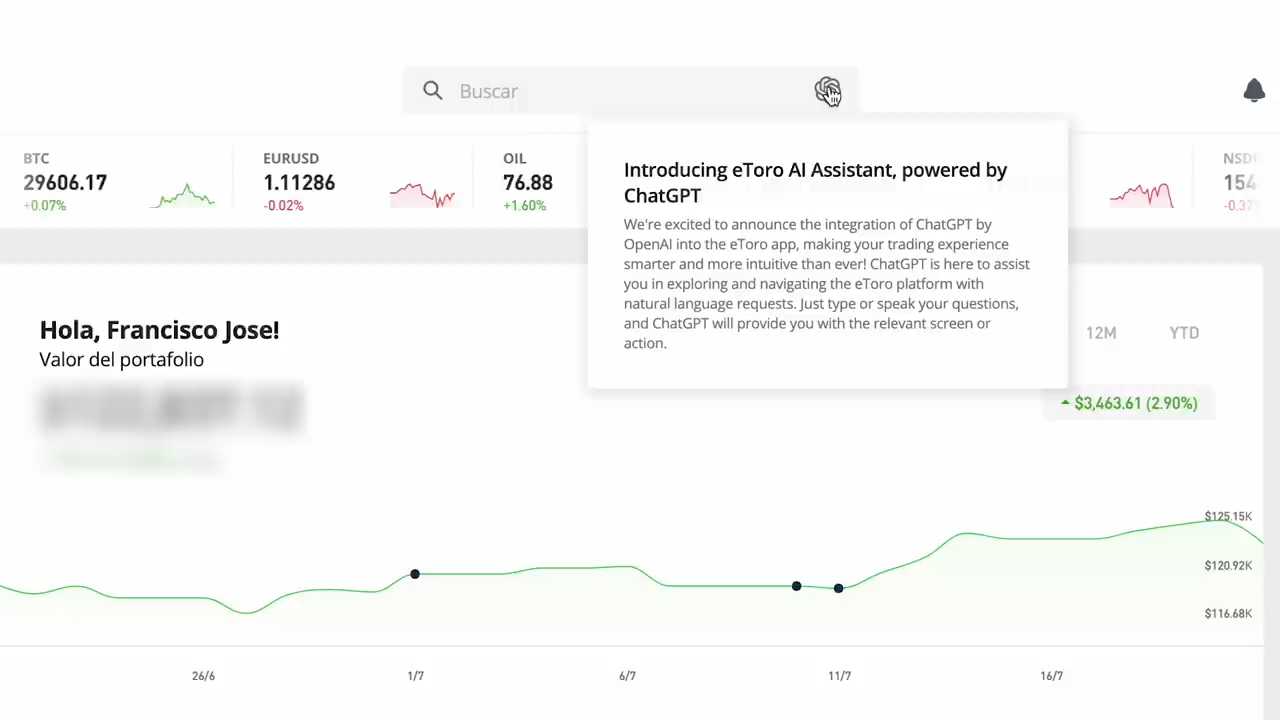 Buscar
BTC
29606.17
+0.07%
EURUSD
1.11286
-0.02%
OIL
76.88
+1.60%
NSDQ
154
-0.32
Introducing eToro AI Assistant, powered by
ChatGPT
We're excited to announce the integration of ChatGPT by
OpenAI into the eToro app, making your trading experience
smarter and more intuitive than ever! ChatGPT is here to assist
you in exploring and navigating the eToro platform with
natural language requests. Just type or speak your questions,
and ChatGPT will provide you with the relevant screen or
action.
Hola, Francisco Jose!
Valor del portafolio
12M
YTD
$3,463.61 (2.90%)
$125.15K
$120.92K
$116.68K
26/6
1/7
6/7
11/7
16/7